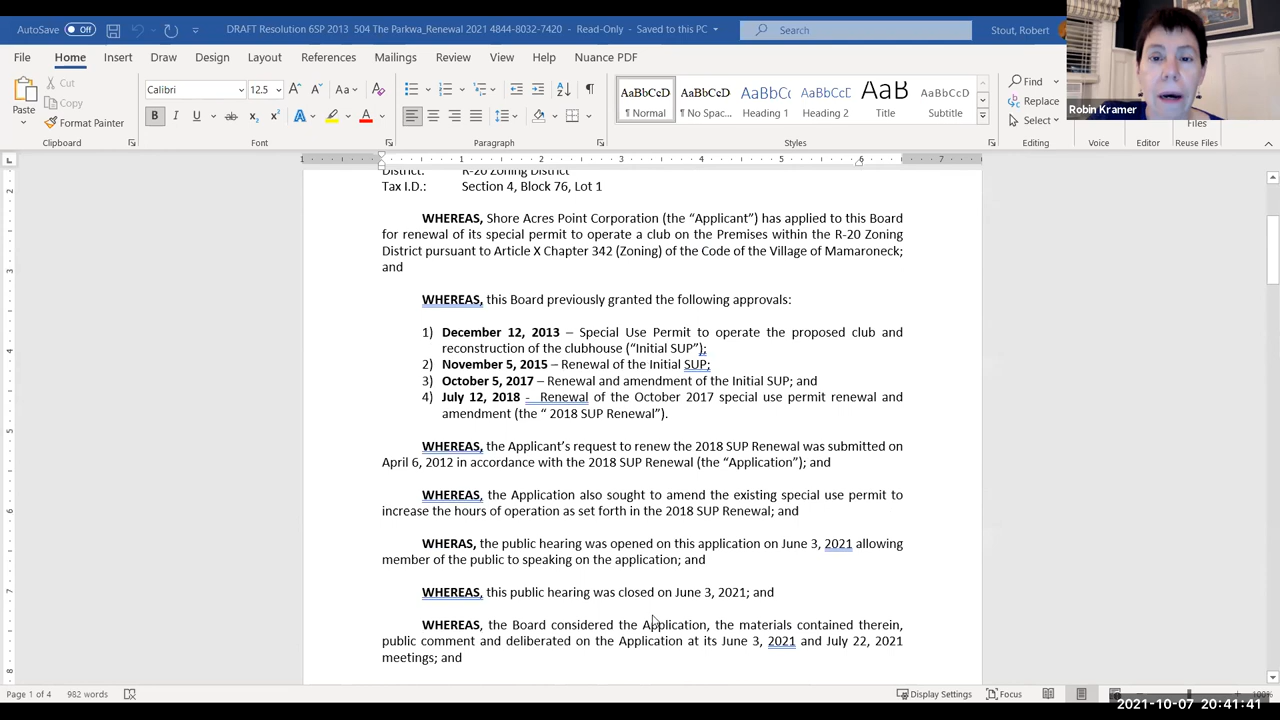 AutoSave Off DRAFT Resolution 6SP 2013 504 The Parkwa_Renewal 2021 4844-8032-7420 - Read-Only - Saved to this PC Search Stout, Robert
File Home Insert Draw Design Layout References Mailings Review View Help Nuance PDF
Paste Cut Copy Format Painter Clipboard
Calibri 12.5 Font
Paragraph
AaBbCcD AaBbCcD AaBbC AaBbCcC AaB AaBbCcD
¶ Normal ¶ No Spac... Heading 1 Heading 2 Title Subtitle
Styles
Find Replace Select Editing
Voice Editor Files Reuse Files
Robin Kramer
District: R-20 Zoning District
Tax I.D.: Section 4, Block 76, Lot 1
WHEREAS, Shore Acres Point Corporation (the “Applicant”) has applied to this Board
for renewal of its special permit to operate a club on the Premises within the R-20 Zoning
District pursuant to Article X Chapter 342 (Zoning) of the Code of the Village of Mamaroneck;
and
WHEREAS, this Board previously granted the following approvals:
1) December 12, 2013 – Special Use Permit to operate the proposed club and
reconstruction of the clubhouse (“Initial SUP”);
2) November 5, 2015 – Renewal of the Initial SUP;
3) October 5, 2017 – Renewal and amendment of the Initial SUP; and
4) July 12, 2018 - Renewal of the October 2017 special use permit renewal and
amendment (the “ 2018 SUP Renewal”).
WHEREAS, the Applicant’s request to renew the 2018 SUP Renewal was submitted on
April 6, 2012 in accordance with the 2018 SUP Renewal (the “Application”); and
WHEREAS, the Application also sought to amend the existing special use permit to
increase the hours of operation as set forth in the 2018 SUP Renewal; and
WHERAS, the public hearing was opened on this application on June 3, 2021 allowing
member of the public to speaking on the application; and
WHEREAS, this public hearing was closed on June 3, 2021; and
WHEREAS, the Board considered the Application, the materials contained therein,
public comment and deliberated on the Application at its June 3, 2021 and July 22, 2021
meetings; and
Page 1 of 4 982 words Display Settings Focus
2021-10-07 20:41:41